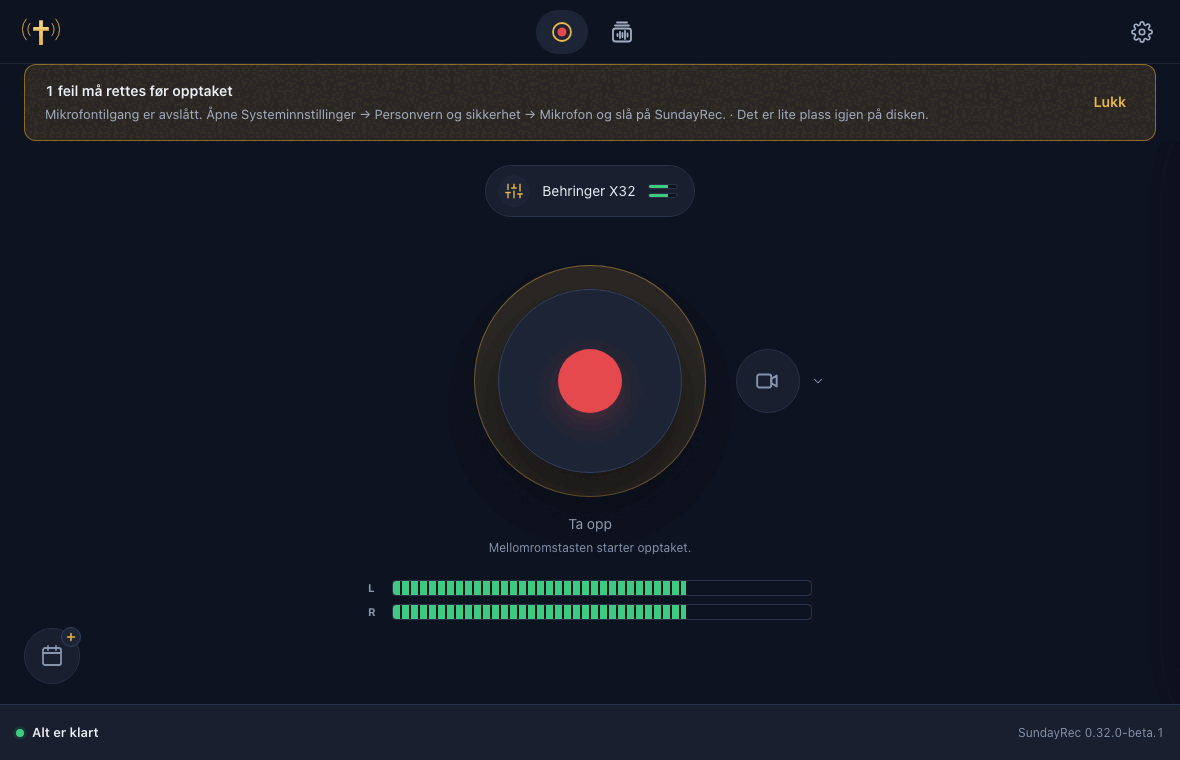 1 feil må rettes før opptaket
Mikrofontilgang er avslått. Åpne Systeminnstillinger → Personvern og sikkerhet → Mikrofon og slå på SundayRec. · Det er lite plass igjen på disken.
Lukk
Behringer X32
Ta opp
Mellomromstasten starter opptaket.
L
R
Alt er klart
SundayRec 0.32.0-beta.1